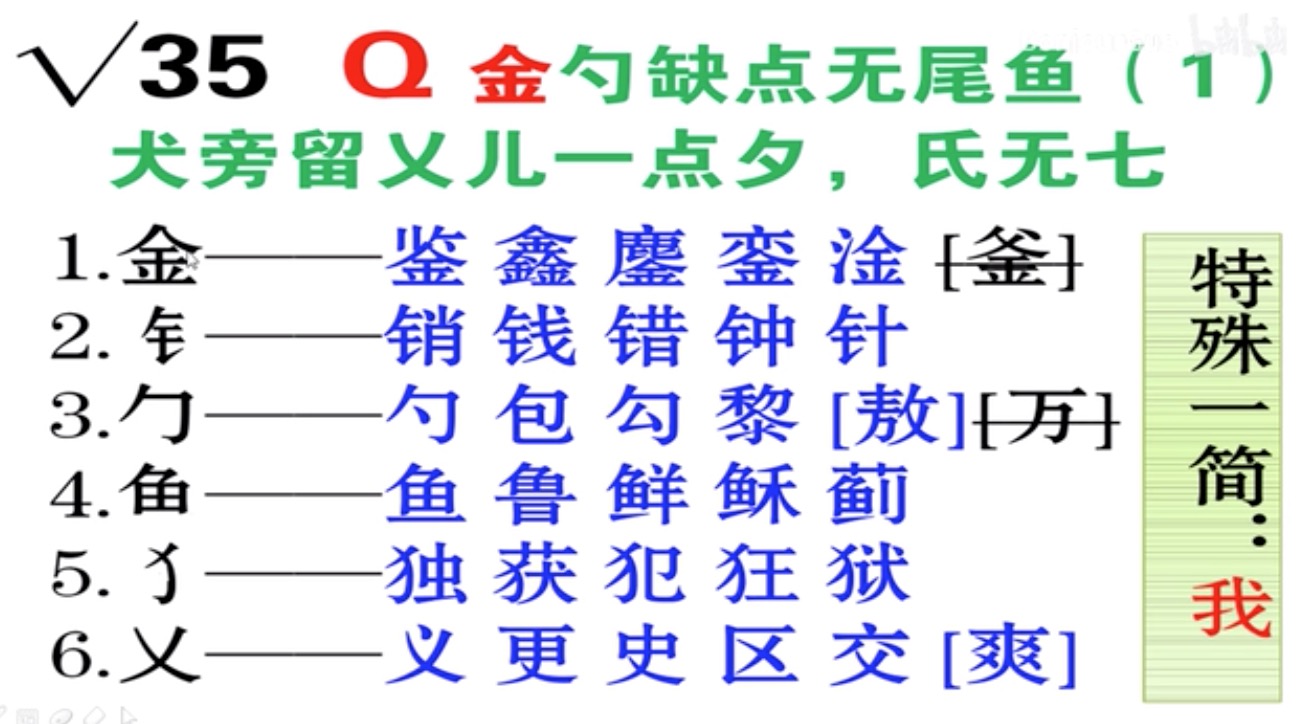 √35 Q 金勺缺点无尾鱼（1）
犬旁留乂儿一点夕，氏无七
1.金——鉴 鑫 鏖 銮 淦 [釜]
2.钅——销 钱 错 钟 针
3.勹——勺 包 勾 黎 [敖][万]
4.鱼——鱼 鲁 鲜 稣 蓟
5.犭——独 获 犯 狂 狱
6.乂——义 更 史 区 交 [爽]
特殊一简：我